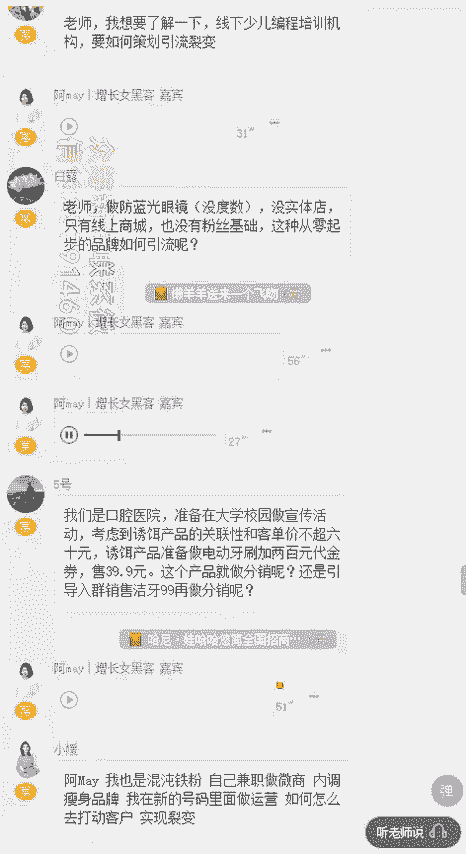 老师，我想要了解一下，线下少儿编程培训机
构，要如何策划引流裂变
阿may丨增长女黑客 嘉宾
31"
白露
老师，做防蓝光眼镜（没度数），没实体店，
只有线上商城，也没有粉丝基础，这种从零起
步的品牌如何引流呢？
阿may丨增长女黑客 嘉宾
56"
阿may丨增长女黑客 嘉宾
27"
5号
我们是口腔医院，准备在大学校园做宣传活
动，考虑到诱饵产品的关联性和客单价不超六
十元，诱饵产品准备做电动牙刷加两百元代金
券，售39.9元。这个产品就做分销呢？还是引
导入群销售洁牙99再做分销呢？
阿may丨增长女黑客 嘉宾
51"
小媛
阿May 我也是混沌铁粉 自己兼职做微商 内调
瘦身品牌 我在新的号码里面做运营 如何怎么
去打动客户 实现裂变
弹
听老师说